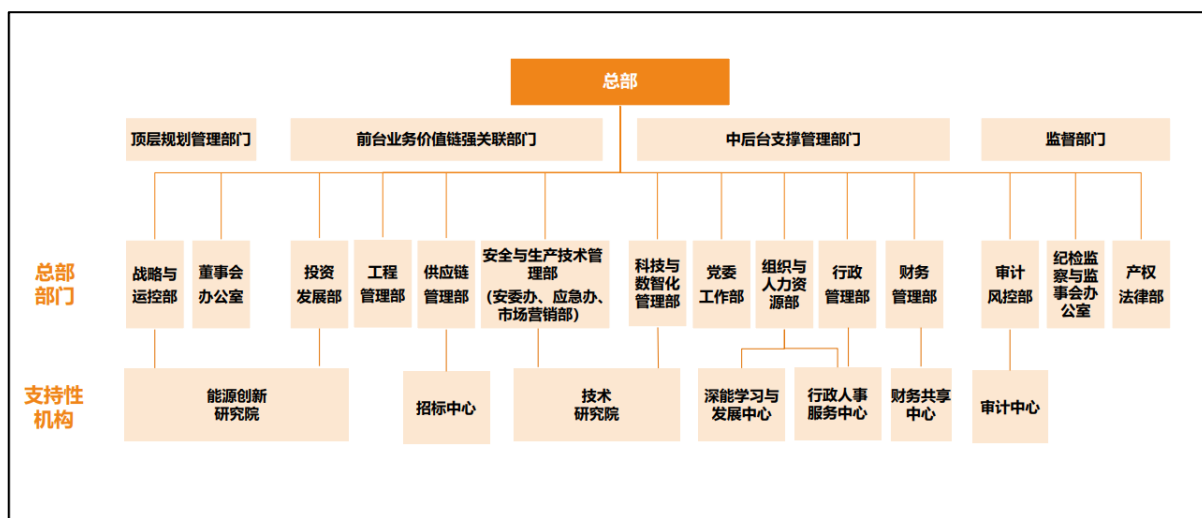 总部
顶层规划管理部门
前台业务价值链强关联部门
中后台支撑管理部门
监督部门
总部
部门
战略与
运控部
董事会
办公室
投资
发展部
工程
管理部
供应链
管理部
安全与生产技术管
理部
(安委办、应急办、
市场营销部)
科技与
数智化
管理部
党委
工作部
组织与
人力资
源部
行政
管理部
财务
管理部
审计
风控部
纪检监
察与监
事会办
公室
产权
法律部
支持性
机构
能源创新
研究院
招标中心
技术
研究院
深能学习与
发展中心
行政人事
服务中心
财务共享
中心
审计中心